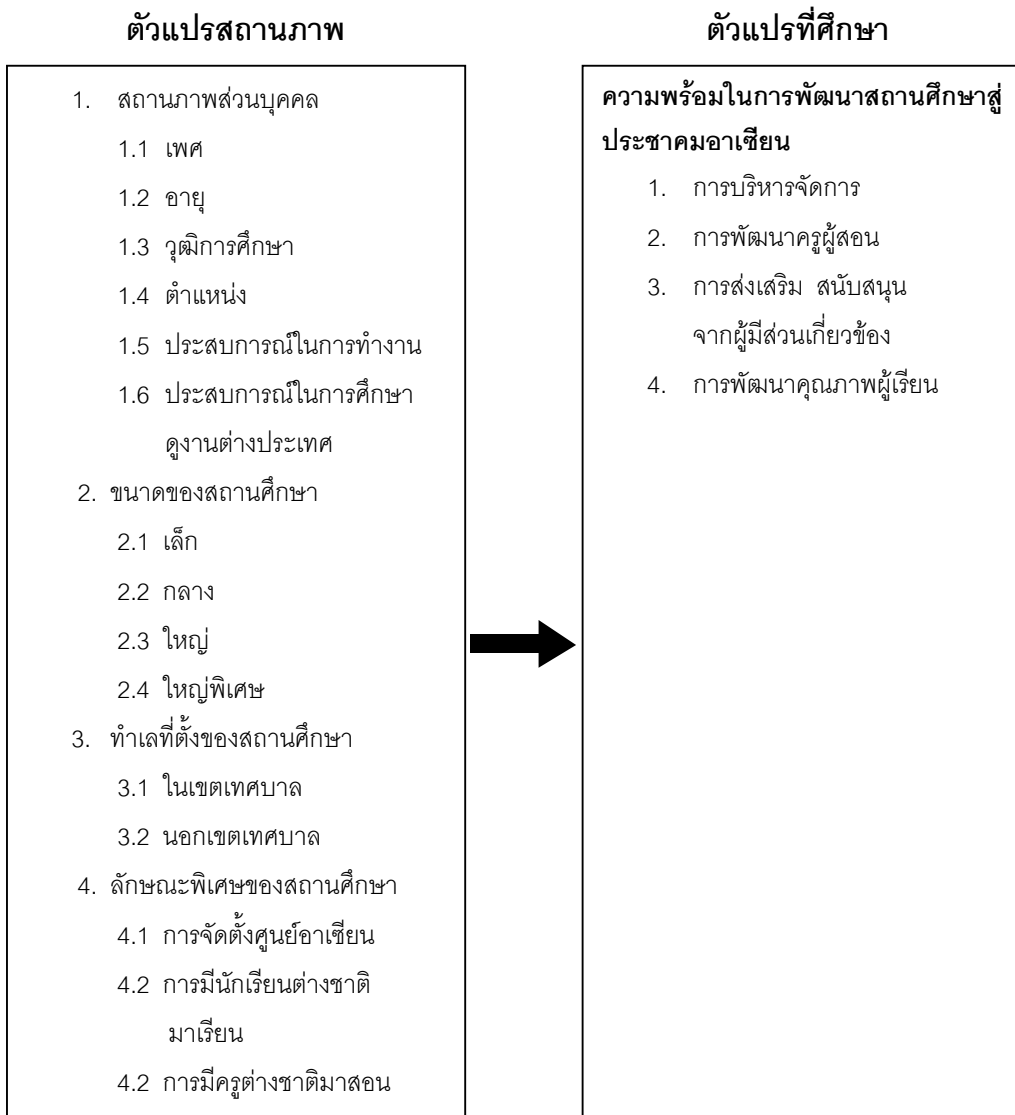 ตัวแปรสถานภาพ
1. สถานภาพส่วนบุคคล
1.1 เพศ
1.2 อายุ
1.3 วุฒิการศึกษา
1.4 ตำแหน่ง
1.5 ประสบการณ์ในการทำงาน
1.6 ประสบการณ์ในการศึกษา
ดูงานต่างประเทศ
2. ขนาดของสถานศึกษา
2.1 เล็ก
2.2 กลาง
2.3 ใหญ่
2.4 ใหญ่พิเศษ
3. ทำเลที่ตั้งของสถานศึกษา
3.1 ในเขตเทศบาล
3.2 นอกเขตเทศบาล
4. ลักษณะพิเศษของสถานศึกษา
4.1 การจัดตั้งศูนย์อาเซียน
4.2 การมีนักเรียนต่างชาติ
มาเรียน
4.2 การมีครูต่างชาติมาสอน
ตัวแปรที่ศึกษา
ความพร้อมในการพัฒนาสถานศึกษาสู่
ประชาคมอาเซียน
1. การบริหารจัดการ
2. การพัฒนาครูผู้สอน
3. การส่งเสริม สนับสนุน
จากผู้มีส่วนเกี่ยวข้อง
4. การพัฒนาคุณภาพผู้เรียน